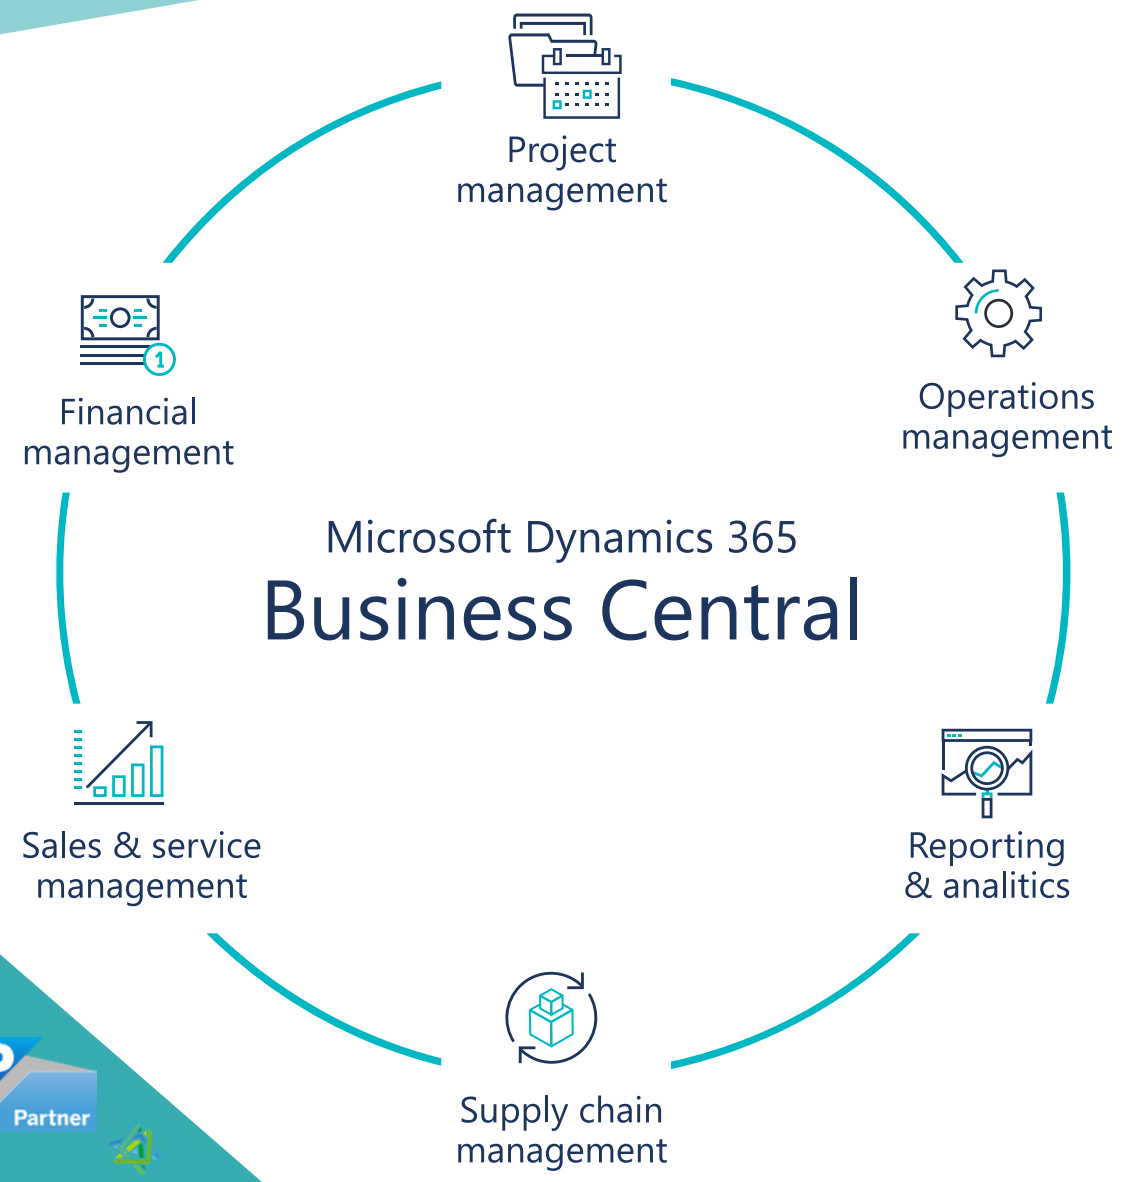 Project
management
Financial
management
Operations
management
Microsoft Dynamics 365
Business Central
Sales & service
management
Reporting
& analitics
Supply chain
management
P
Partner
1